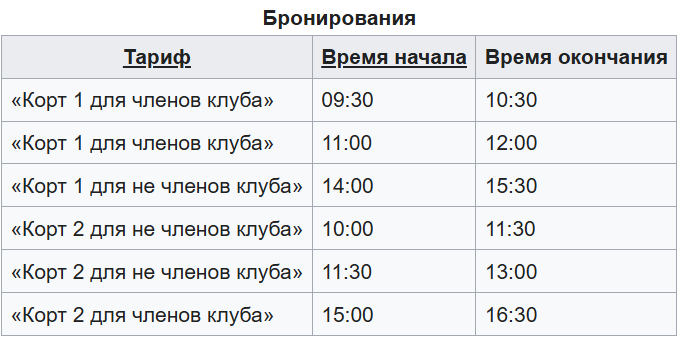 Бронирования
Тариф Время начала Время окончания
«Корт 1 для членов клуба» 09:30 10:30
«Корт 1 для членов клуба» 11:00 12:00
«Корт 1 для не членов клуба» 14:00 15:30
«Корт 2 для не членов клуба» 10:00 11:30
«Корт 2 для не членов клуба» 11:30 13:00
«Корт 2 для членов клуба» 15:00 16:30